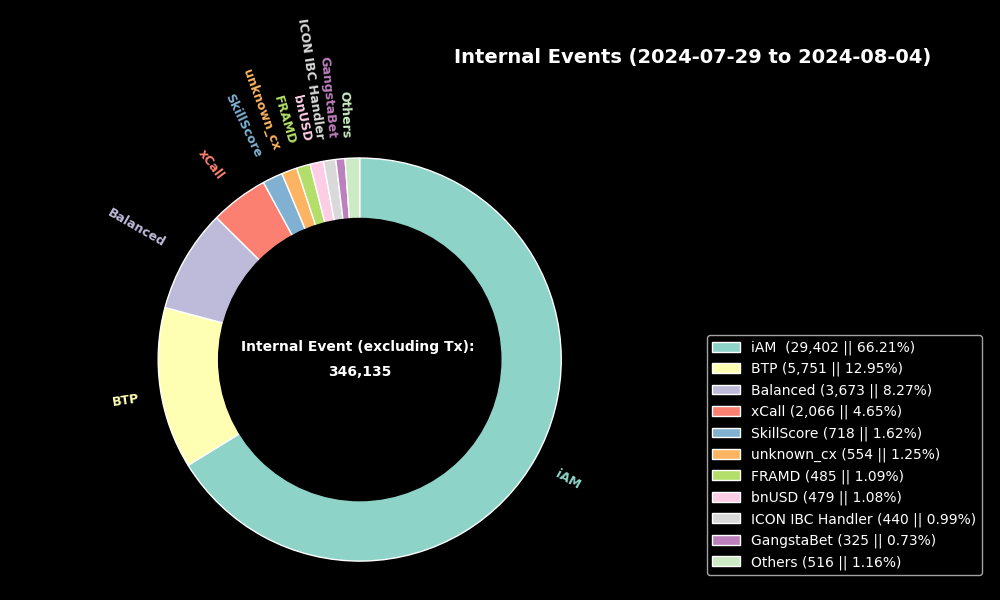 Internal Events (2024-07-29 to 2024-08-04)
ICON IBC Handler
GangstaBet
Others
bnUSD
FRAMD
unknown_cx
SkillScore
xCall
Balanced
BTP
iAM
Internal Event (excluding Tx):
346,135
iAM  (29,402 || 66.21%)
BTP (5,751 || 12.95%)
Balanced (3,673 || 8.27%)
xCall (2,066 || 4.65%)
SkillScore (718 || 1.62%)
unknown_cx (554 || 1.25%)
FRAMD (485 || 1.09%)
bnUSD (479 || 1.08%)
ICON IBC Handler (440 || 0.99%)
GangstaBet (325 || 0.73%)
Others (516 || 1.16%)